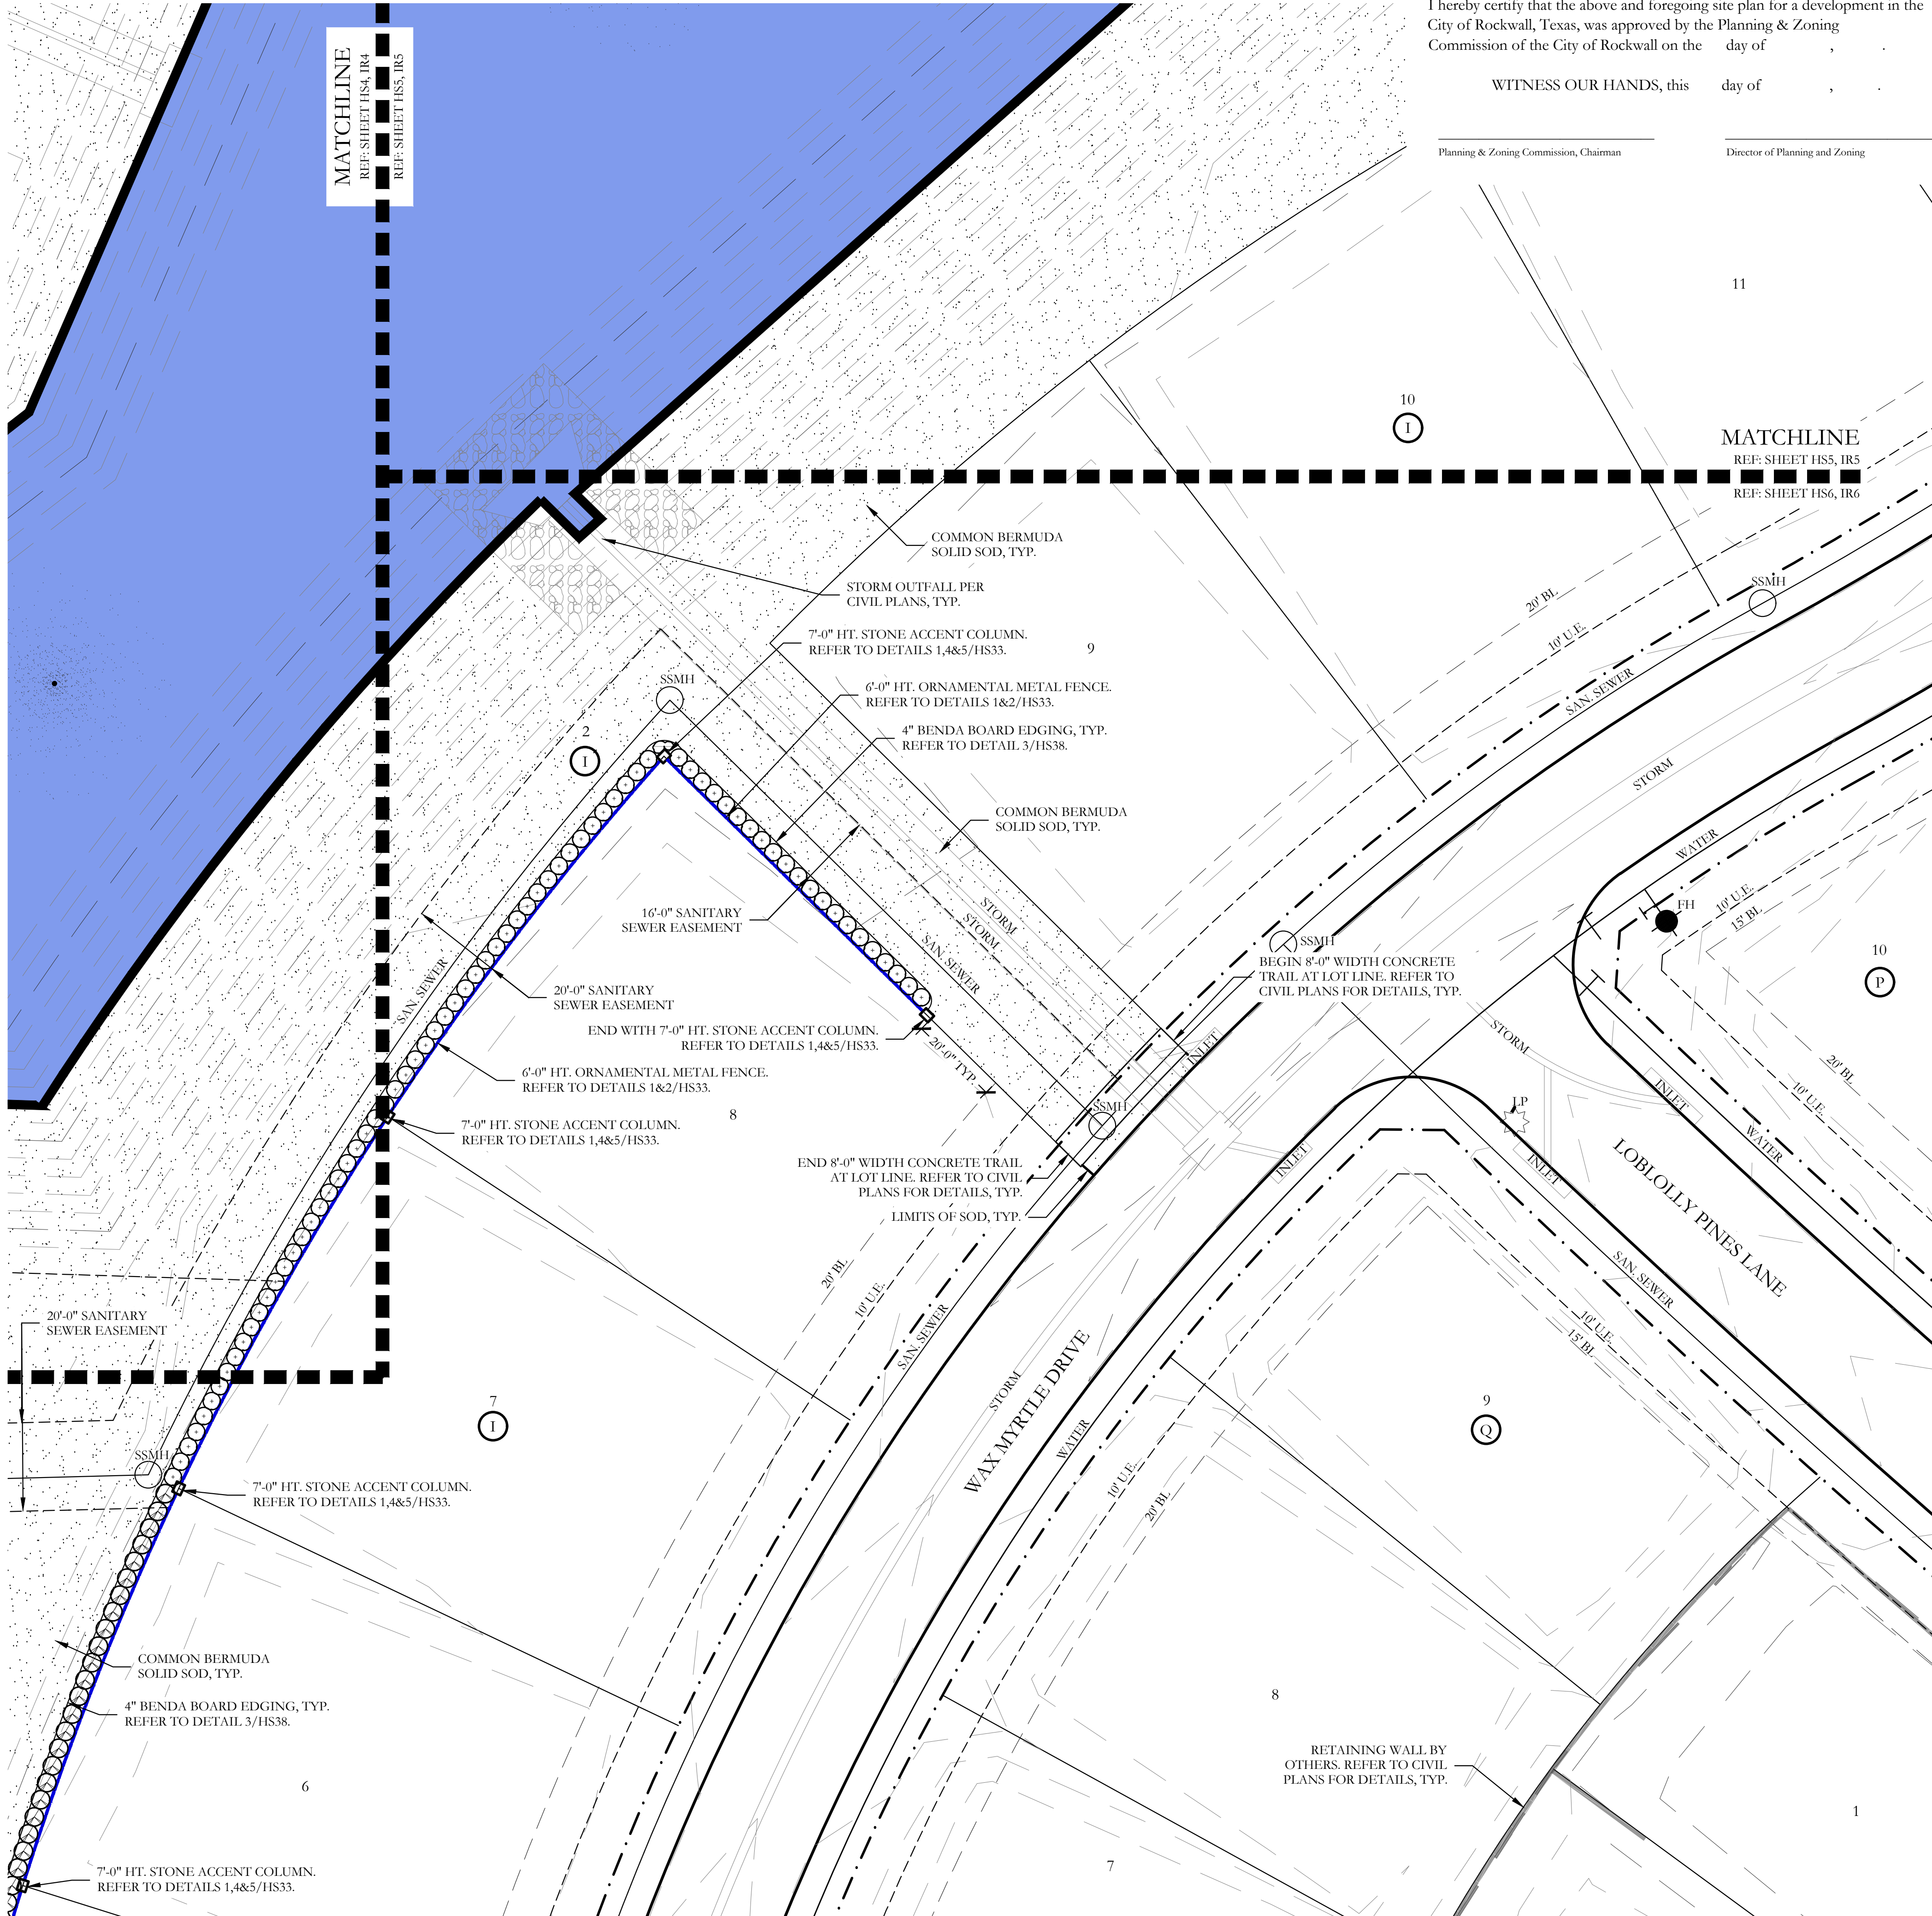 I hereby certify that the above and foregoing site plan for a development in the
City of Rockwall, Texas, was approved by the Planning & Zoning
Commission of the City of Rockwall on the day of , .
WITNESS OUR HANDS, this day of , .
Planning & Zoning Commission, Chairman
Director of Planning and Zoning
MATCHLINE
REF: SHEET HS4, IR4
REF: SHEET HS5, IR5
11
10
I
MATCHLINE
REF: SHEET HS5, IR5
REF: SHEET HS6, IR6
COMMON BERMUDA
SOLID SOD, TYP.
STORM OUTFALL PER
CIVIL PLANS, TYP.
7'-0" HT. STONE ACCENT COLUMN.
REFER TO DETAILS 1,4&5/HS33.
9
6'-0" HT. ORNAMENTAL METAL FENCE.
REFER TO DETAILS 1&2/HS33.
4" BENDA BOARD EDGING, TYP.
REFER TO DETAIL 3/HS38.
COMMON BERMUDA
SOLID SOD, TYP.
SSMH
2
I
20' BL
10' U.E.
SSMH
SAN. SEWER
STORM
WATER
FH
10' U.E.
15' BL
10
P
16'-0" SANITARY
SEWER EASEMENT
STORM
STORM
SAN. SEWER
SAN. SEWER
20'-0" SANITARY
SEWER EASEMENT
SSMH
BEGIN 8'-0" WIDTH CONCRETE
TRAIL AT LOT LINE. REFER TO
CIVIL PLANS FOR DETAILS, TYP.
END WITH 7'-0" HT. STONE ACCENT COLUMN.
REFER TO DETAILS 1,4&5/HS33.
20'-0" TYP.
INLET
STORM
20' BL
10' U.E.
INLET
WATER
6'-0" HT. ORNAMENTAL METAL FENCE.
REFER TO DETAILS 1&2/HS33.
8
SSMH
LP
7'-0" HT. STONE ACCENT COLUMN.
REFER TO DETAILS 1,4&5/HS33.
END 8'-0" WIDTH CONCRETE TRAIL
AT LOT LINE. REFER TO CIVIL
PLANS FOR DETAILS, TYP.
LIMITS OF SOD, TYP.
INLET
INLET
LOBLOLLY PINES LANE
SAN. SEWER
10' U.E.
15' BL
20' BL
10' U.E.
SAN. SEWER
20'-0" SANITARY
SEWER EASEMENT
STORM
WAX MYRTLE DRIVE
WATER
10' U.E.
20' BL
7
I
9
Q
SSMH
7'-0" HT. STONE ACCENT COLUMN.
REFER TO DETAILS 1,4&5/HS33.
COMMON BERMUDA
SOLID SOD, TYP.
4" BENDA BOARD EDGING, TYP.
REFER TO DETAIL 3/HS38.
8
RETAINING WALL BY
OTHERS. REFER TO CIVIL
PLANS FOR DETAILS, TYP.
6
1
7'-0" HT. STONE ACCENT COLUMN.
REFER TO DETAILS 1,4&5/HS33.
7